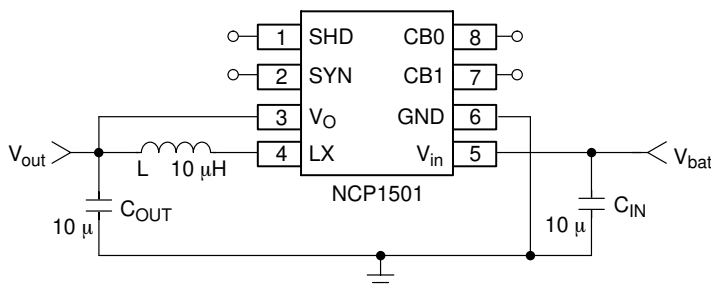 1 SHD CB0 8
2 SYN CB1 7
3 VO GND 6
Vout L 10 μH 4 LX Vin 5 Vbat
NCP1501
10 μ COUT 10 μ CIN